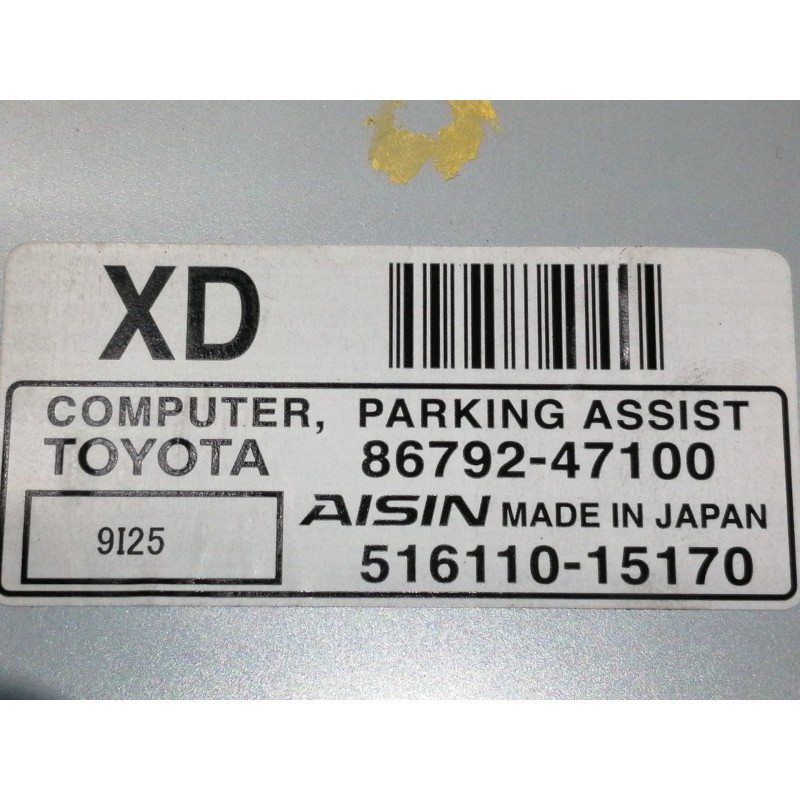 XD
COMPUTER, PARKING ASSIST
TOYOTA 86792-47100
9I25 AISIN MADE IN JAPAN
516110-15170